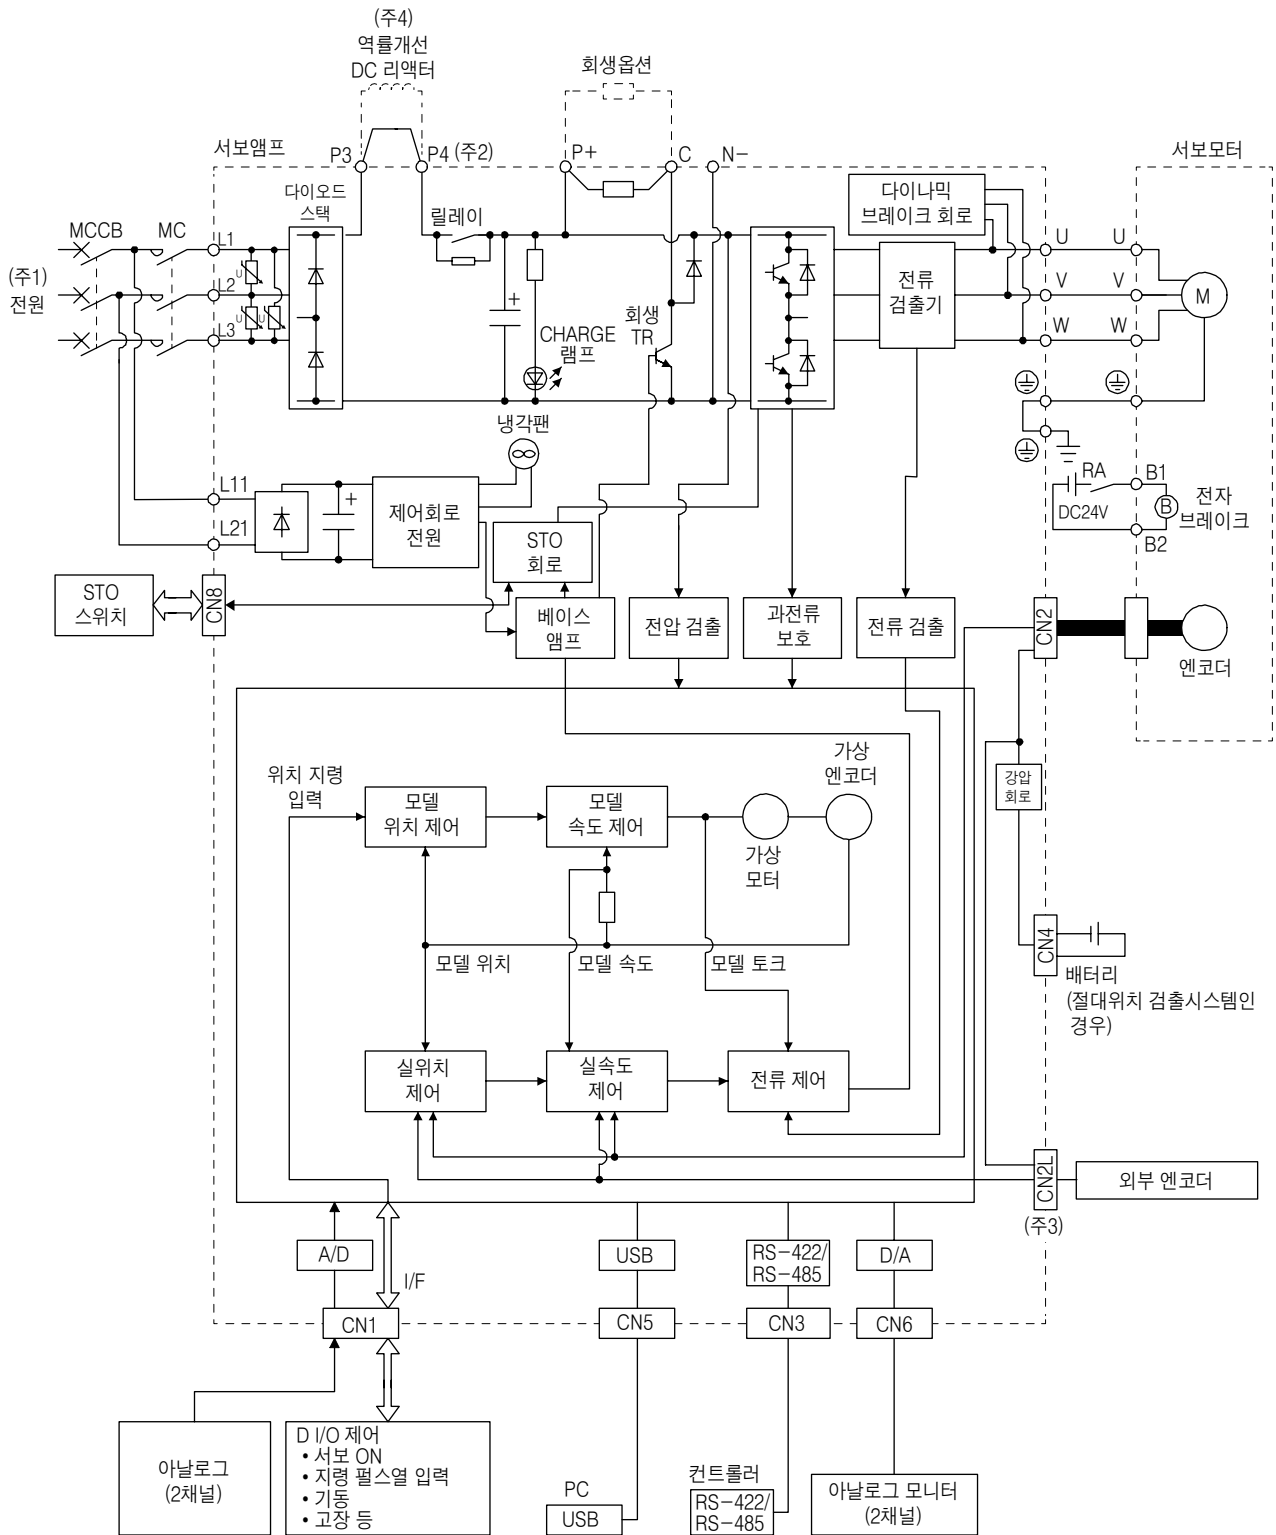 (주4)
역률개선
DC 리액터
회생옵션
서보앰프
P3
P4 (주2)
P+
C
N-
서보모터
다이오드
스택
릴레이
다이나믹
브레이크 회로
MCCB
MC
L1
U
U
(주1)
전원
U
L2
전류
검출기
V
V
M
U
U
L3
+
회생
TR
W
W
CHARGE
램프
냉각팬
L11
+
제어회로
전원
RA
B1
전자
브레이크
DC24V
B
L21
STO
회로
B2
STO
스위치
CN8
베이스
앰프
전압 검출
과전류
보호
전류 검출
CN2
엔코더
위치 지령
입력
가상
엔코더
강압
회로
모델
위치 제어
모델
속도 제어
가상
모터
CN4
모델 위치
모델 속도
모델 토크
배터리
(절대위치 검출시스템인
경우)
실위치
제어
실속도
제어
전류 제어
CN2L
외부 엔코더
(주3)
A/D
I/F
USB
RS-422/
RS-485
D/A
CN1
CN5
CN3
CN6
아날로그
(2채널)
D I/O 제어
• 서보 ON
• 지령 펄스열 입력
• 기동
• 고장 등
PC
USB
컨트롤러
RS-422/
RS-485
아날로그 모니터
(2채널)